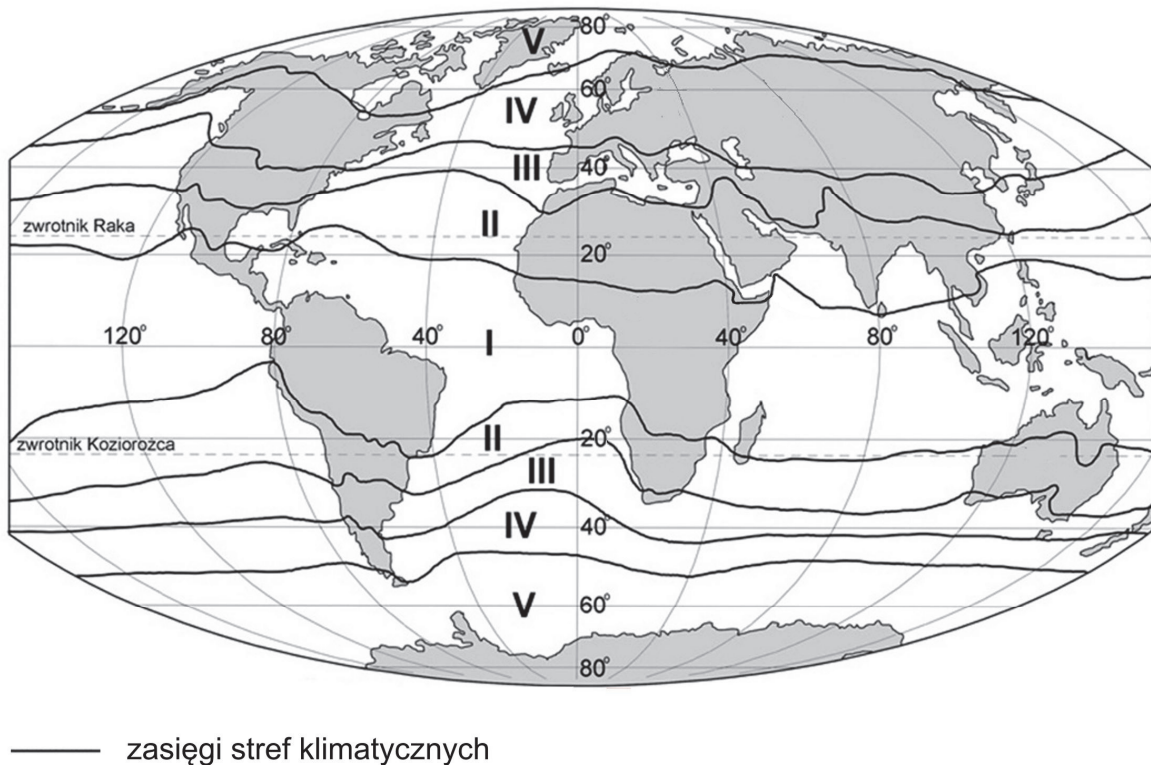 V
80°
60°
IV
III
40°
zwrotnik Raka
II
20°
120°
80°
40°
0°
40°
80°
120°
I
zwrotnik Koziorożca
II
20°
III
IV
40°
V
60°
80°
zasięgi stref klimatycznych